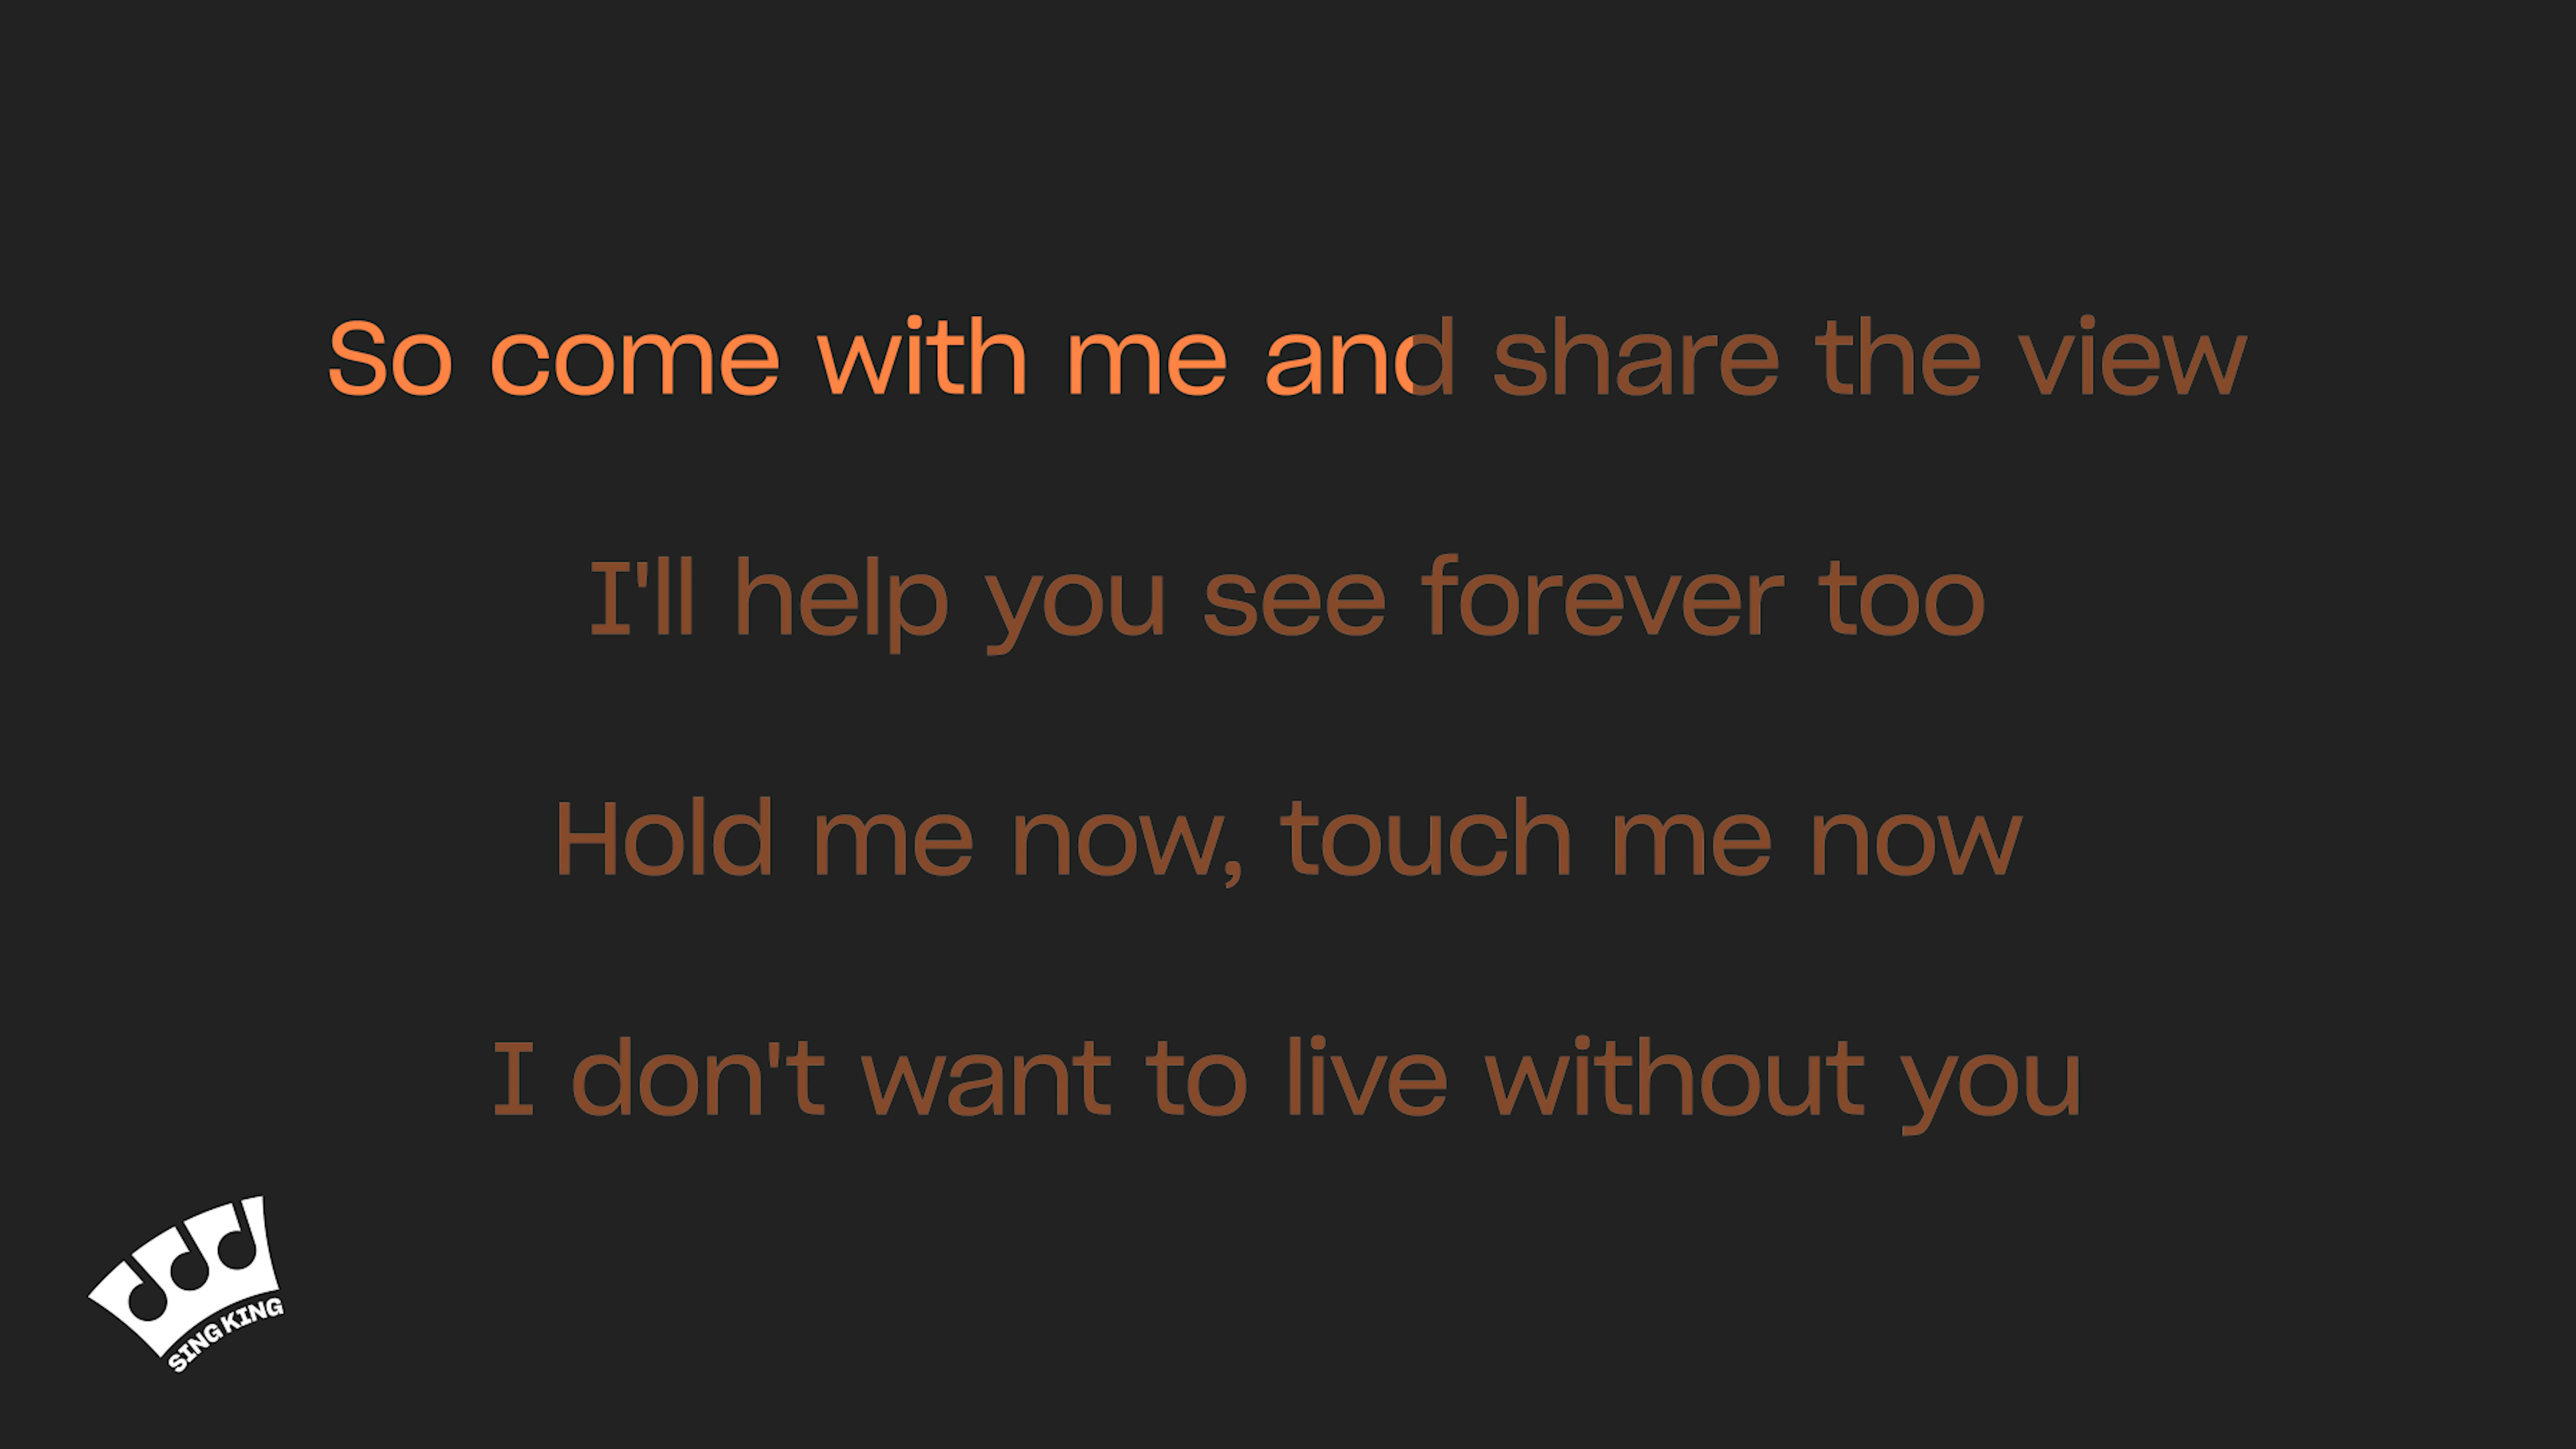 So come with me and share the view
I'll help you see forever too
Hold me now, touch me now
I don't want to live without you
SING KING